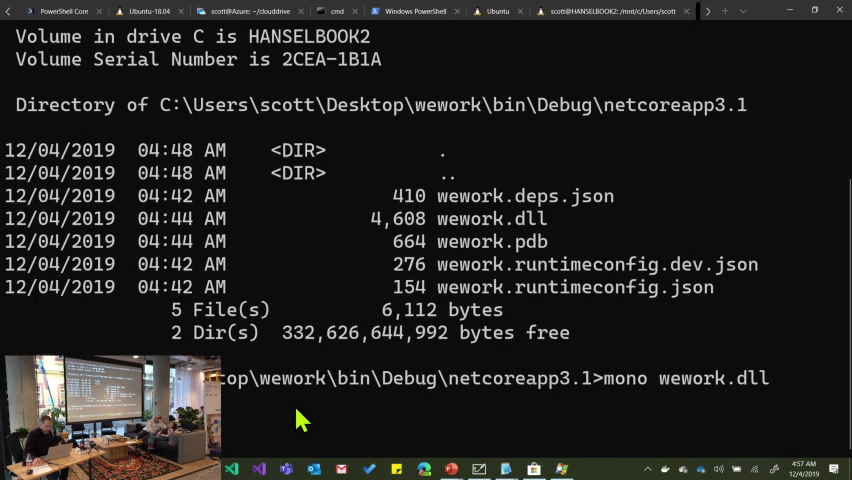 PowerShell Core
Ubuntu-18.04
scott@Azure: ~/clouddrive
cmd
Windows PowerShell
Ubuntu
scott@HANSELBOOK2: /mnt/c/Users/scott
Volume in drive C is HANSELBOOK2
Volume Serial Number is 2CEA-1B1A
Directory of C:\Users\scott\Desktop\wework\bin\Debug\netcoreapp3.1
12/04/2019 04:48 AM <DIR> .
12/04/2019 04:48 AM <DIR> ..
12/04/2019 04:42 AM 410 wework.deps.json
12/04/2019 04:44 AM 4,608 wework.dll
12/04/2019 04:44 AM 664 wework.pdb
12/04/2019 04:42 AM 276 wework.runtimeconfig.dev.json
12/04/2019 04:42 AM 154 wework.runtimeconfig.json
5 File(s) 6,112 bytes
2 Dir(s) 332,626,644,992 bytes free
top\wework\bin\Debug\netcoreapp3.1>mono wework.dll
4:57 AM
12/4/2019